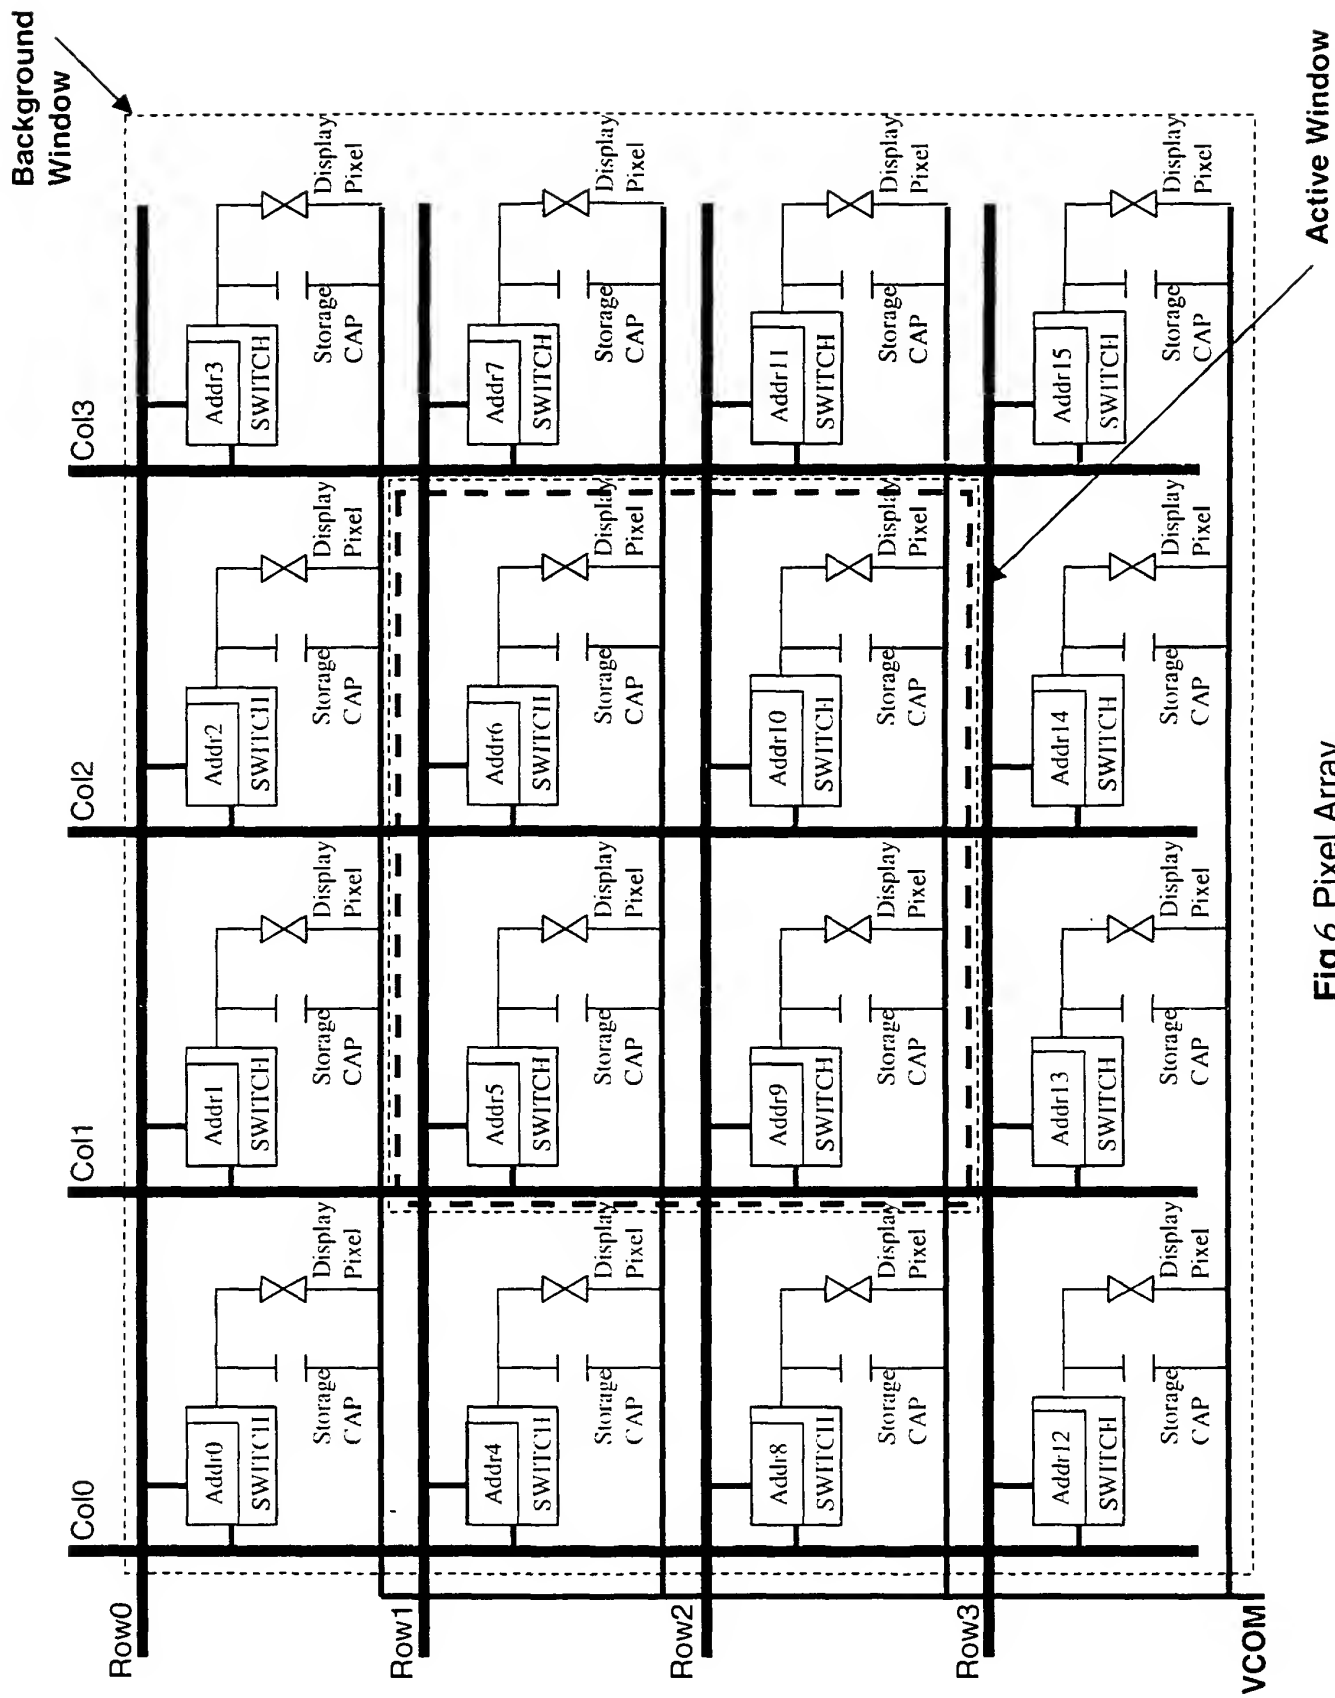 Background
Window
Col0
Col1
Col2
Col3
Row0
Addr0
SWITCH
Storage
CAP
Display
Pixel
Addr1
SWITCH
Storage
CAP
Display
Pixel
Addr2
SWITCH
Storage
CAP
Display
Pixel
Addr3
SWITCH
Storage
CAP
Display
Pixel
Row1
Addr4
SWITCH
Storage
CAP
Display
Pixel
Addr5
SWITCH
Storage
CAP
Display
Pixel
Addr6
SWITCH
Storage
CAP
Display
Pixel
Addr7
SWITCH
Storage
CAP
Display
Pixel
Row2
Addr8
SWITCH
Storage
CAP
Display
Pixel
Addr9
SWITCH
Storage
CAP
Display
Pixel
Addr10
SWITCH
Storage
CAP
Display
Pixel
Addr11
SWITCH
Storage
CAP
Display
Pixel
Row3
Addr12
SWITCH
Storage
CAP
Display
Pixel
Addr13
SWITCH
Storage
CAP
Display
Pixel
Addr14
SWITCH
Storage
CAP
Display
Pixel
Addr15
SWITCH
Storage
CAP
Display
Pixel
VCOM
Active Window
Fig 6 Pixel Array